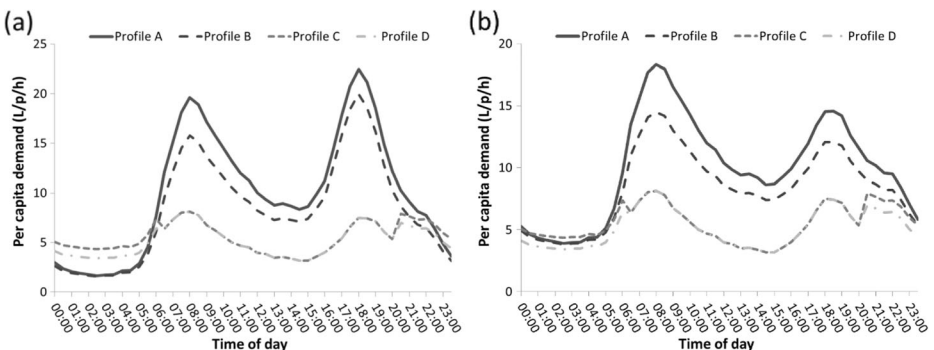 (a)
Profile A Profile B Profile C Profile D
Per capita demand (L/p/h)
25
20
15
10
5
0
00:00 01:00 02:00 03:00 04:00 05:00 06:00 07:00 08:00 09:00 10:00 11:00 12:00 13:00 14:00 15:00 16:00 17:00 18:00 19:00 20:00 21:00 22:00 23:00
Time of day
(b)
Profile A Profile B Profile C Profile D
Per capita demand (L/p/h)
20
15
10
5
0
00:00 01:00 02:00 03:00 04:00 05:00 06:00 07:00 08:00 09:00 10:00 11:00 12:00 13:00 14:00 15:00 16:00 17:00 18:00 19:00 20:00 21:00 22:00 23:00
Time of day